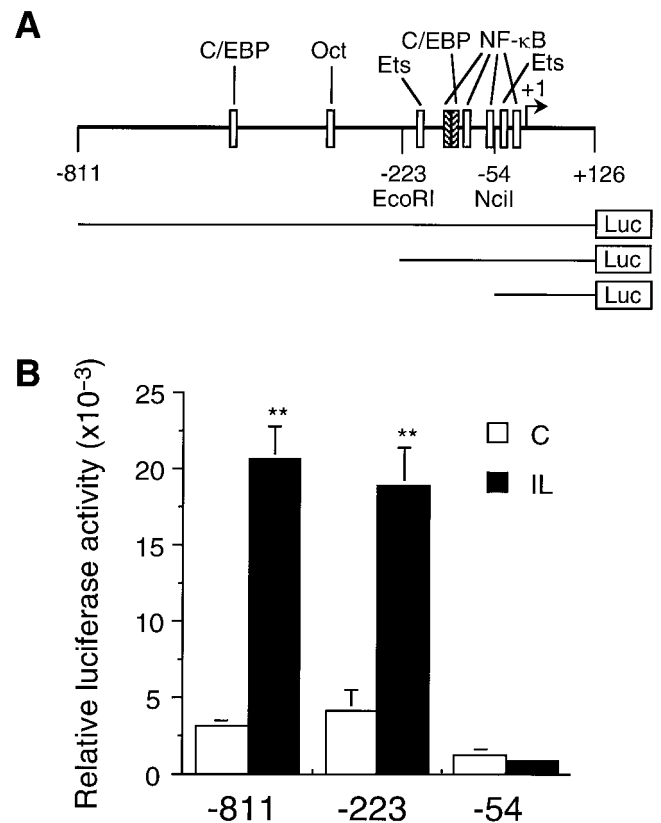 A
C/EBP Oct Ets C/EBP NF-κB Ets
+1
-811 -223 -54 +126
EcoRI NciI
Luc
Luc
Luc
B
Relative luciferase activity (x10⁻³)
25
20
15
10
5
0
**
**
C
IL
-811 -223 -54